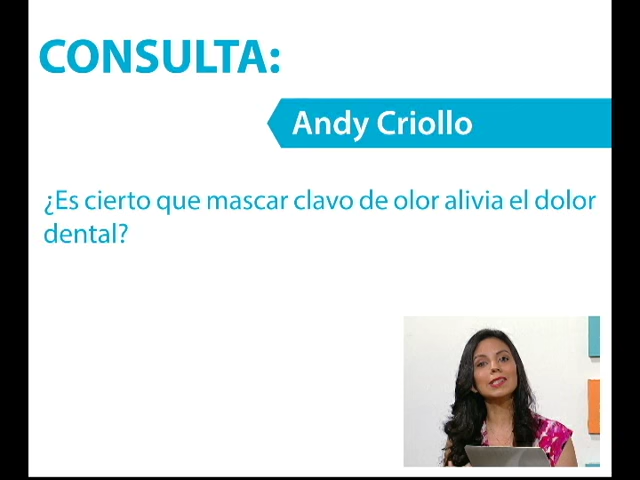 CONSULTA:
Andy Criollo
¿Es cierto que mascar clavo de olor alivia el dolor
dental?